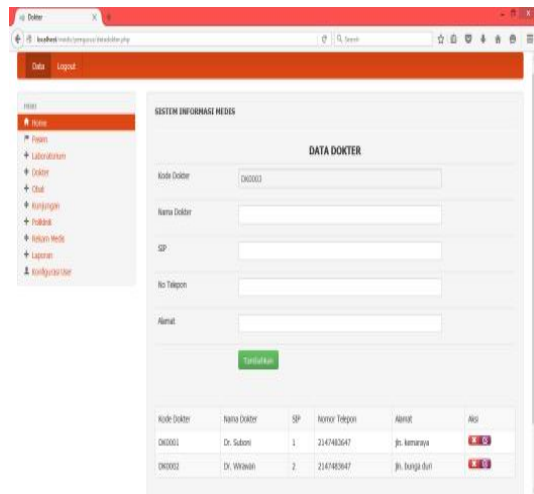 Dokter
localhost/medis/pengurus/datadokter.php
Search
Data Logout
MENU
Home
Pasien
Laboratorium
Dokter
Obat
Kunjungan
Poliklinik
Rekam Medis
Laporan
Konfigurasi User
SISTEM INFORMASI MEDIS
DATA DOKTER
Kode Dokter DK0003
Nama Dokter
SIP
No Telepon
Alamat
Tambahkan
Kode Dokter Nama Dokter SIP Nomor Telepon Alamat Aksi
DK0001 Dr. Suboni 1 2147483647 jln. kemaraya
DK0002 Dr. Wirawan 2 2147483647 jln. bunga duri